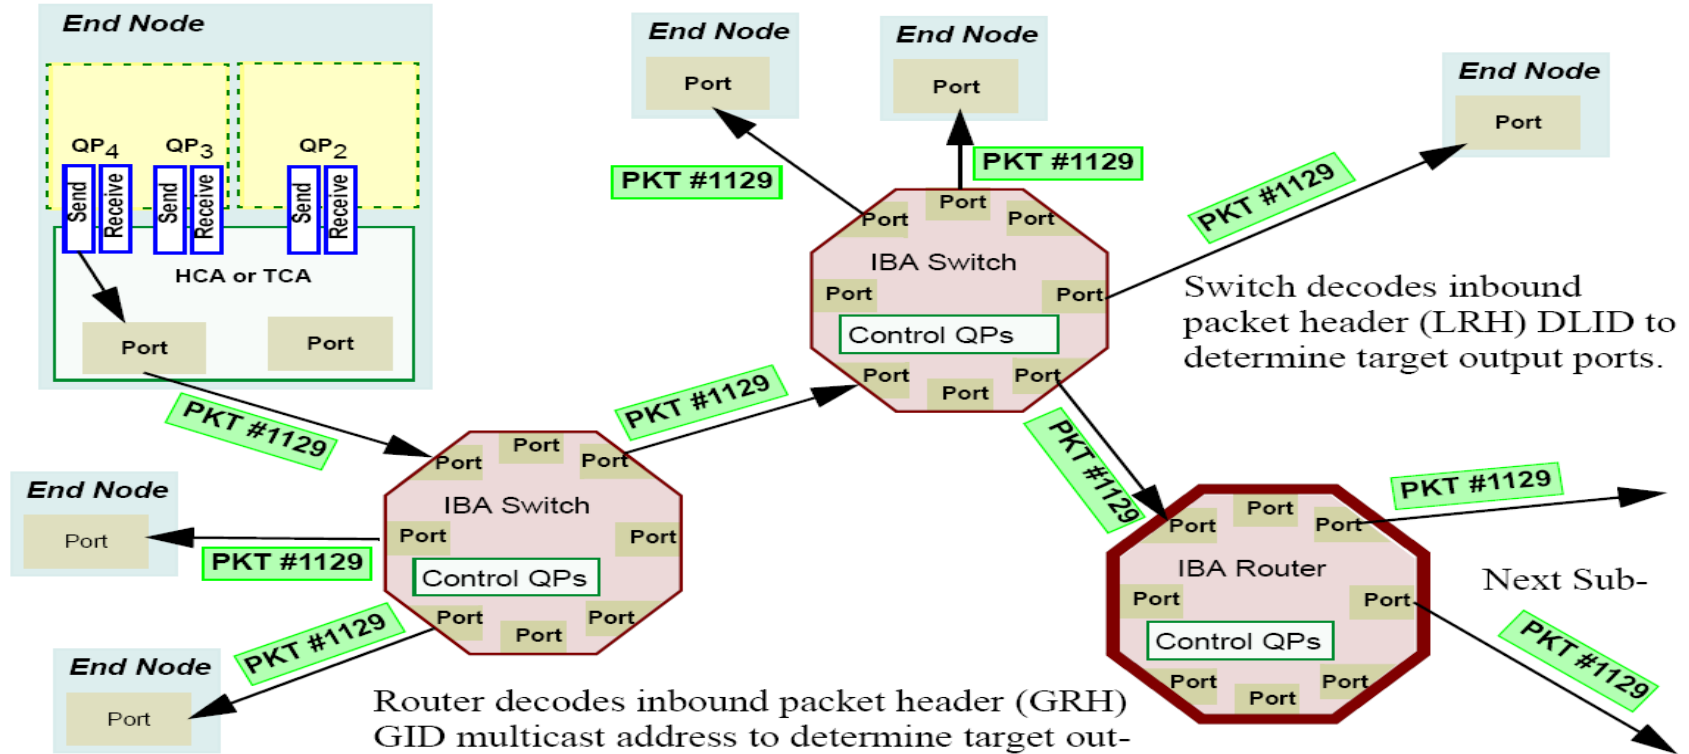 End Node
QP4
QP3
QP2
Send
Receive
Send
Receive
Send
Receive
HCA or TCA
Port
Port
PKT #1129
End Node
Port
PKT #1129
End Node
Port
PKT #1129
End Node
Port
PKT #1129
Port
Port
Port
IBA Switch
Port
Port
Control QPs
Port
Port
Port
Switch decodes inbound
packet header (LRH) DLID to
determine target output ports.
PKT #1129
PKT #1129
Port
Port
Port
IBA Switch
Port
Port
Control QPs
Port
Port
Port
End Node
Port
PKT #1129
End Node
Port
PKT #1129
Port
Port
Port
IBA Router
Port
Port
Control QPs
Port
Port
Port
PKT #1129
Next Sub-
PKT #1129
Router decodes inbound packet header (GRH)
GID multicast address to determine target out-